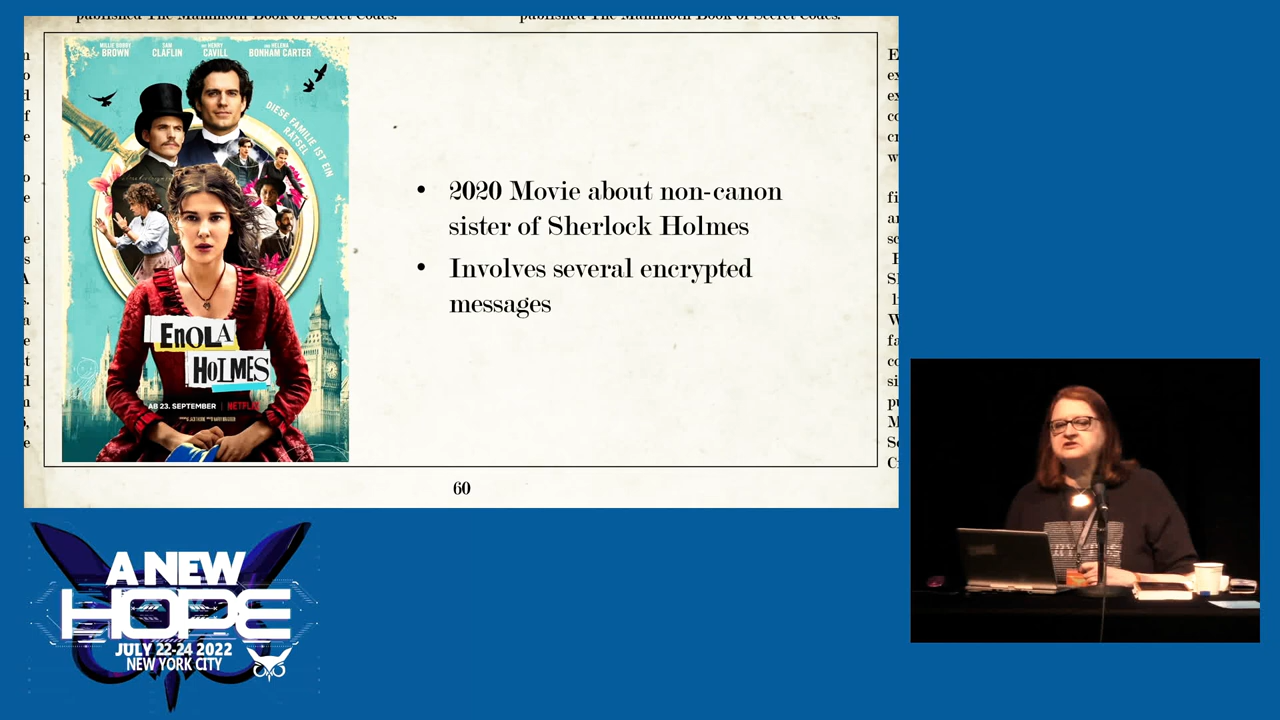 published The Mammoth Book of Secret Codes.
published The Mammoth Book of Secret Codes.
MILLIE BOBBY BROWN
SAM CLAFLIN
AND HENRY CAVILL
AND HELENA BONHAM CARTER
DIESE FAMILIE IST EIN
RÄTSEL
ENOLA
HOLMES
AB 23. SEPTEMBER | NETFLIX
• 2020 Movie about non-canon
sister of Sherlock Holmes
• Involves several encrypted
messages
60
A NEW
HOPE
JULY 22-24 2022
NEW YORK CITY